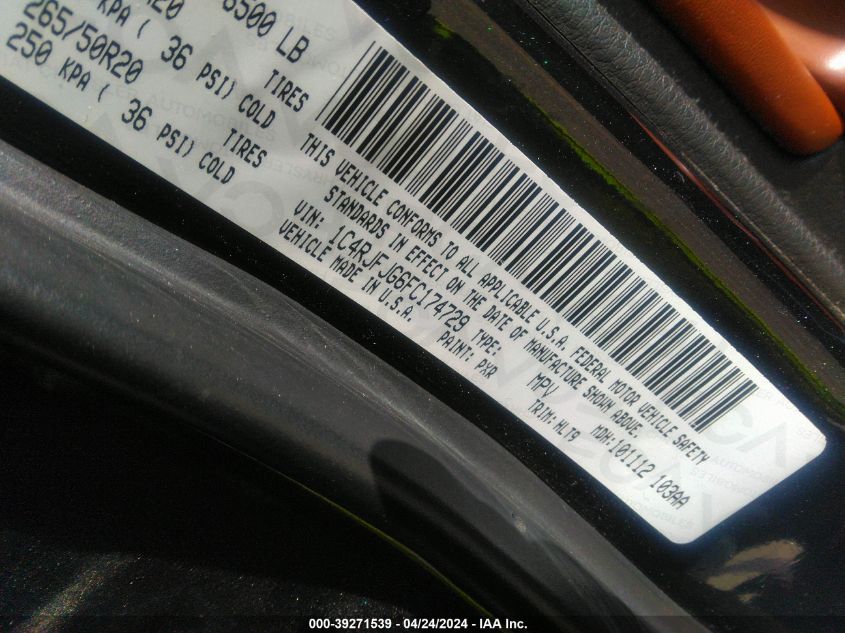 6500 LB
KPA ( 36 PSI) COLD TIRES
265/50R20 TIRES
250 KPA ( 36 PSI) COLD
THIS VEHICLE CONFORMS TO ALL APPLICABLE U.S.A. FEDERAL MOTOR VEHICLE SAFETY
STANDARDS IN EFFECT ON THE DATE OF MANUFACTURE SHOWN ABOVE.
VIN: 1C4RJFJG6FC174729 TYPE: MPV MDH:101112 103AA
VEHICLE MADE IN U.S.A. PAINT: PXR TRIM: HLT9
000-39271539 - 04/24/2024 - IAA Inc.